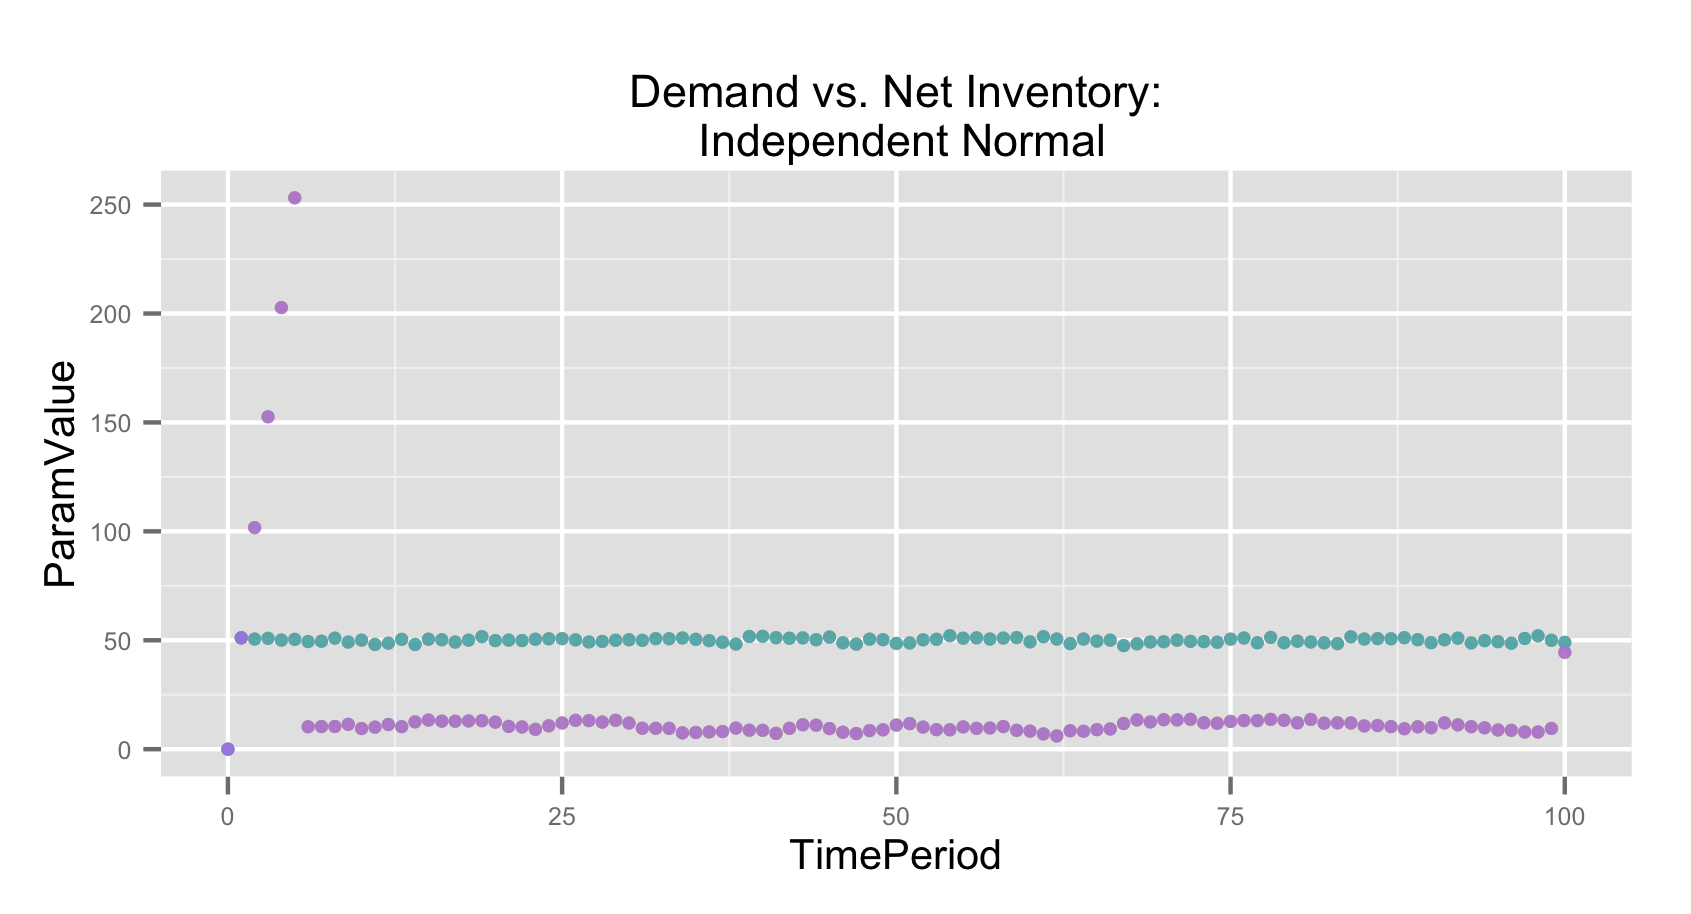 Demand vs. Net Inventory:
Independent Normal
ParamValue
250
200
150
100
50
0
0 25 50 75 100
TimePeriod